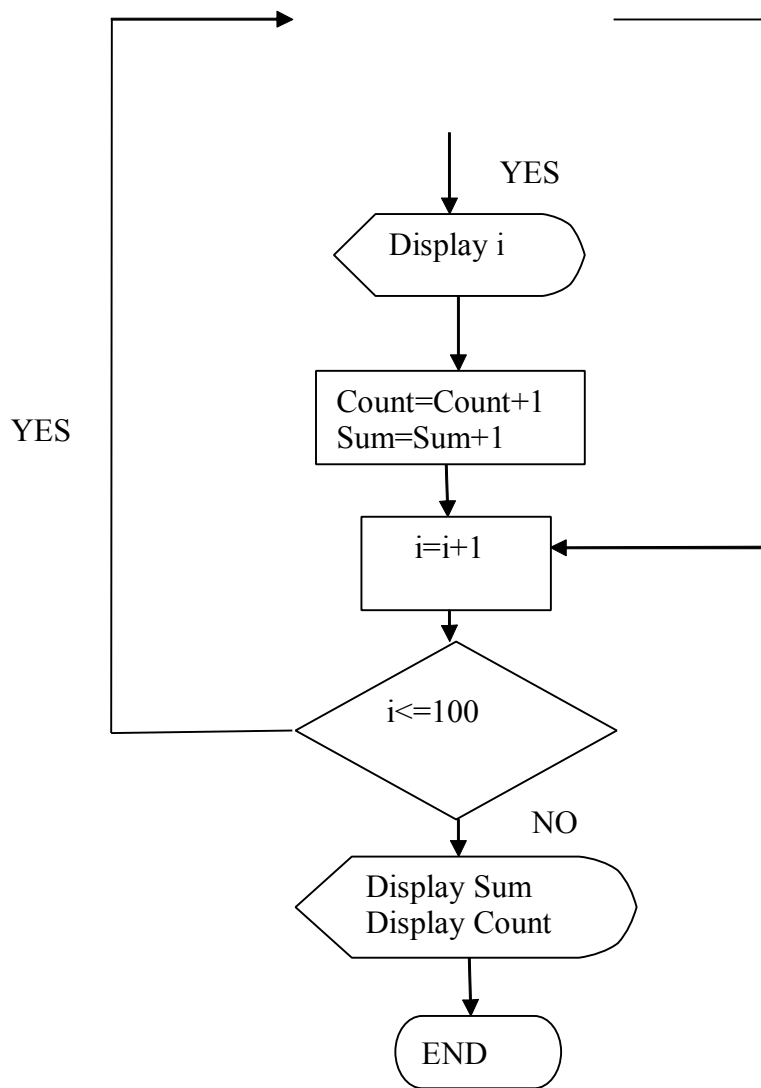 YES
Display i
Count=Count+1
Sum=Sum+1
YES
i=i+1
i<=100
NO
Display Sum
Display Count
END